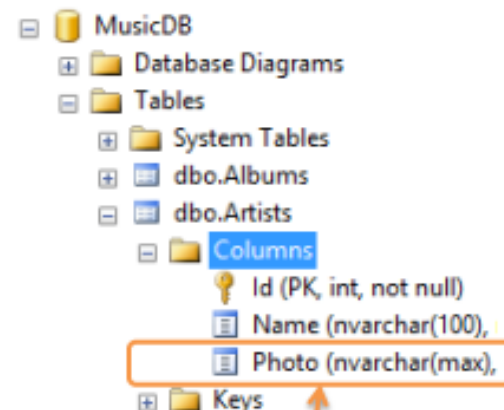 MusicDB
Database Diagrams
Tables
System Tables
dbo.Albums
dbo.Artists
Columns
Id (PK, int, not null)
Name (nvarchar(100),
Photo (nvarchar(max),
Keys